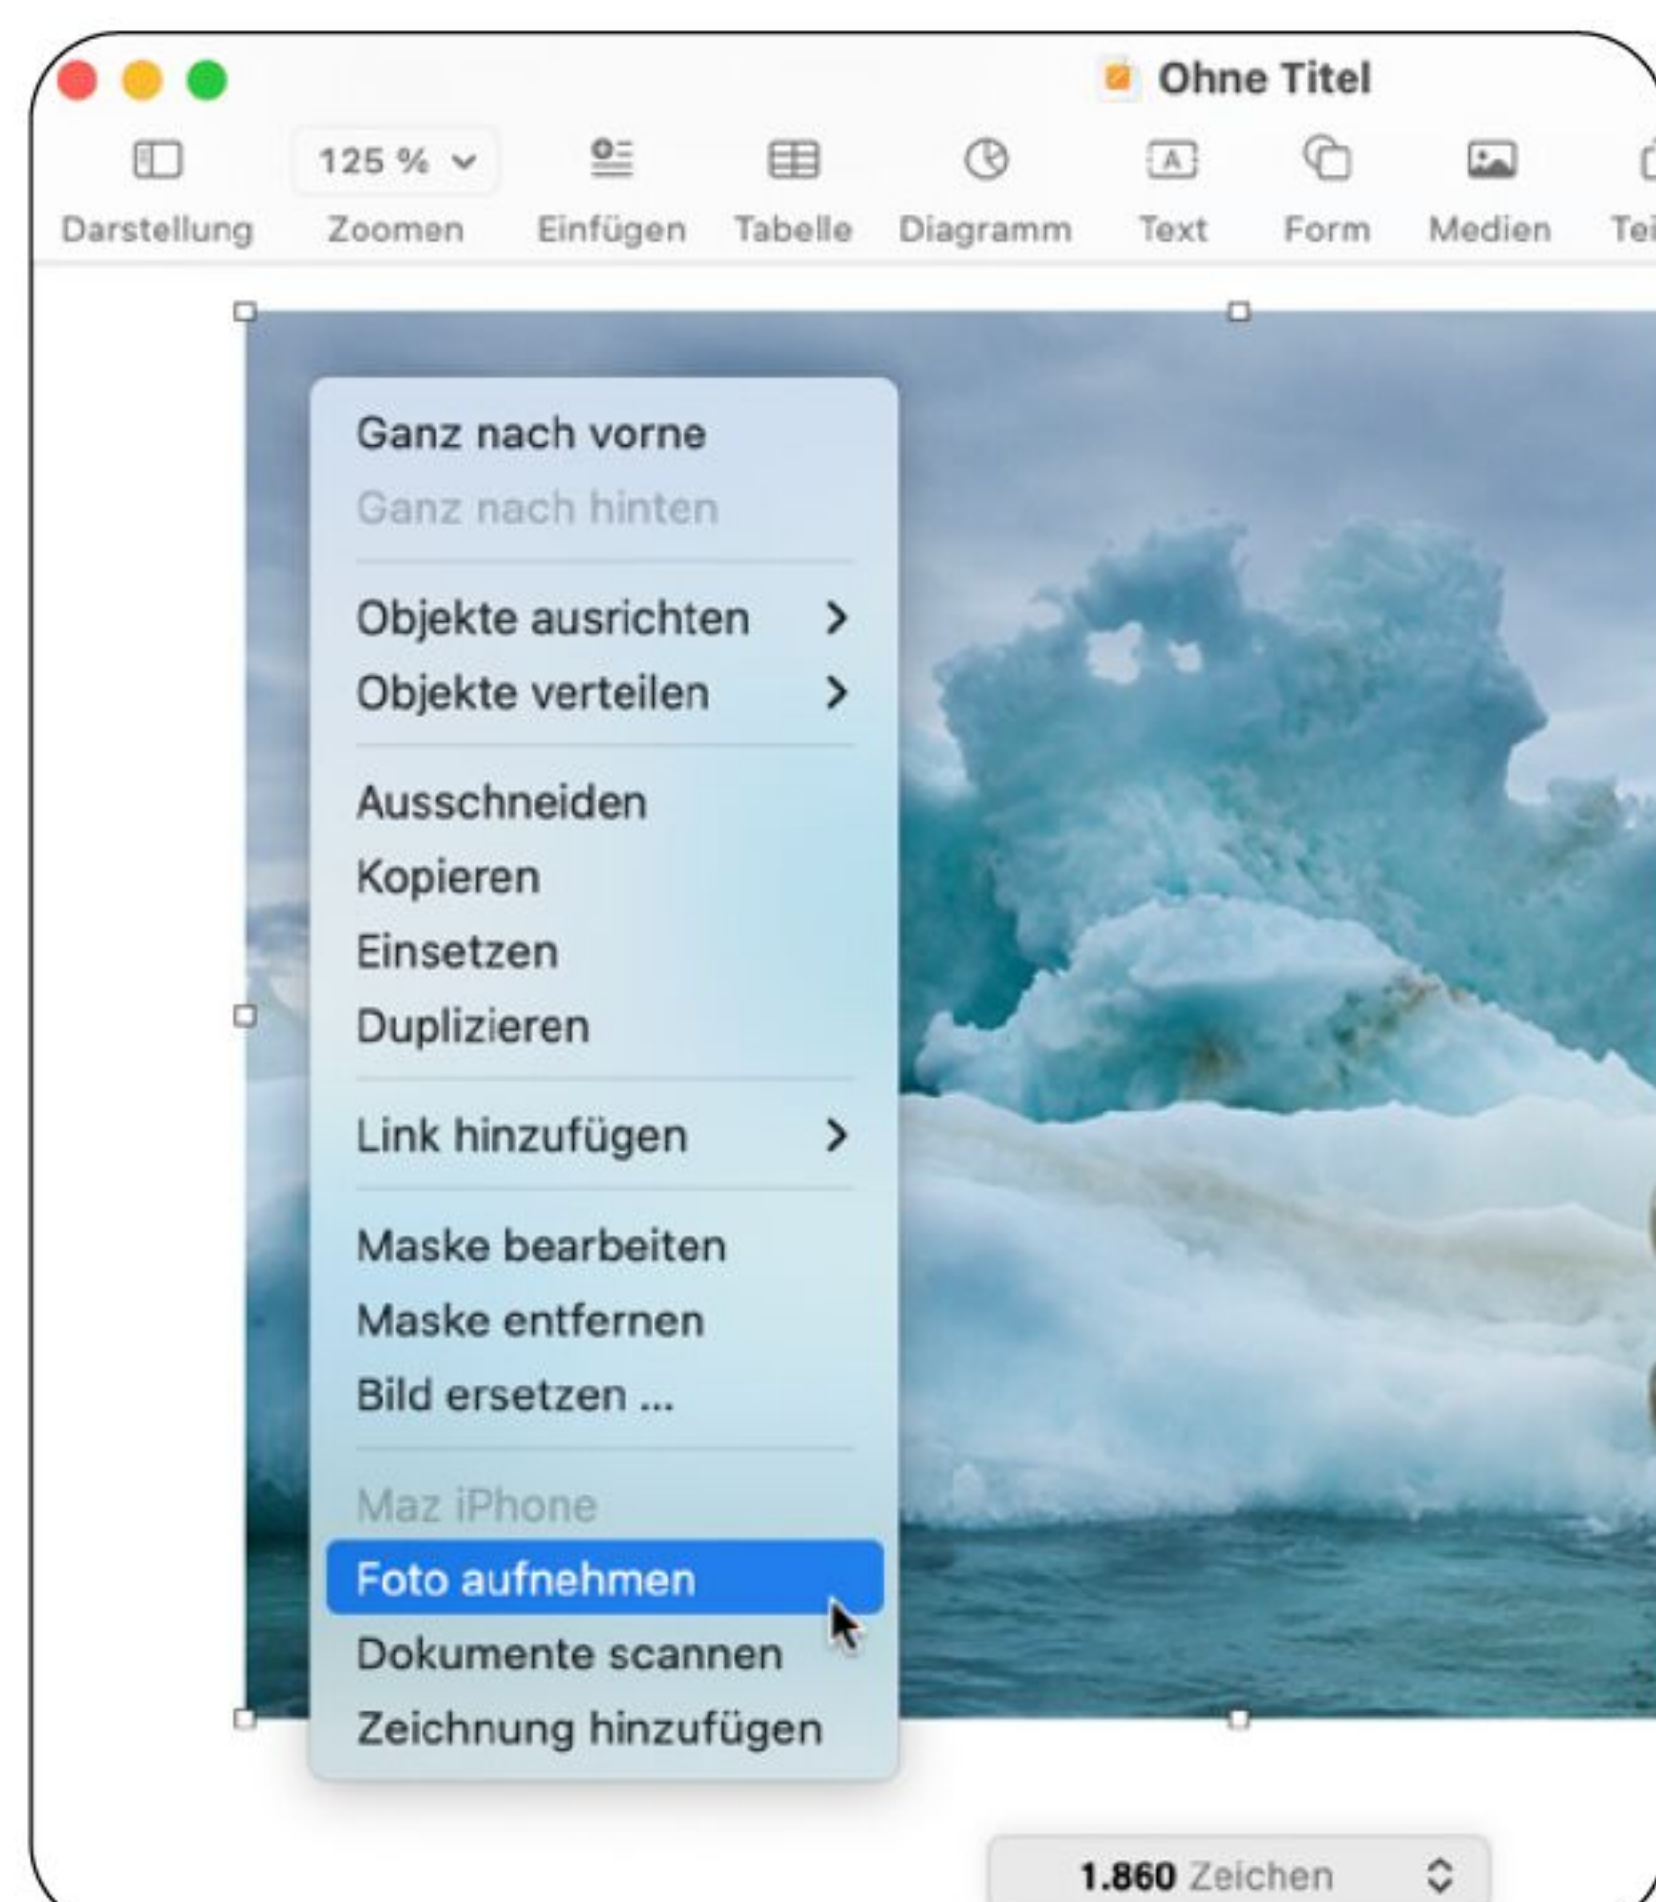 Ohne Titel
125 %
Darstellung Zoomen Einfügen Tabelle Diagramm Text Form Medien
Ganz nach vorne
Ganz nach hinten
Objekte ausrichten
Objekte verteilen
Ausschneiden
Kopieren
Einsetzen
Duplizieren
Link hinzufügen
Maske bearbeiten
Maske entfernen
Bild ersetzen ...
Maz iPhone
Foto aufnehmen
Dokumente scannen
Zeichnung hinzufügen
1.860 Zeichen